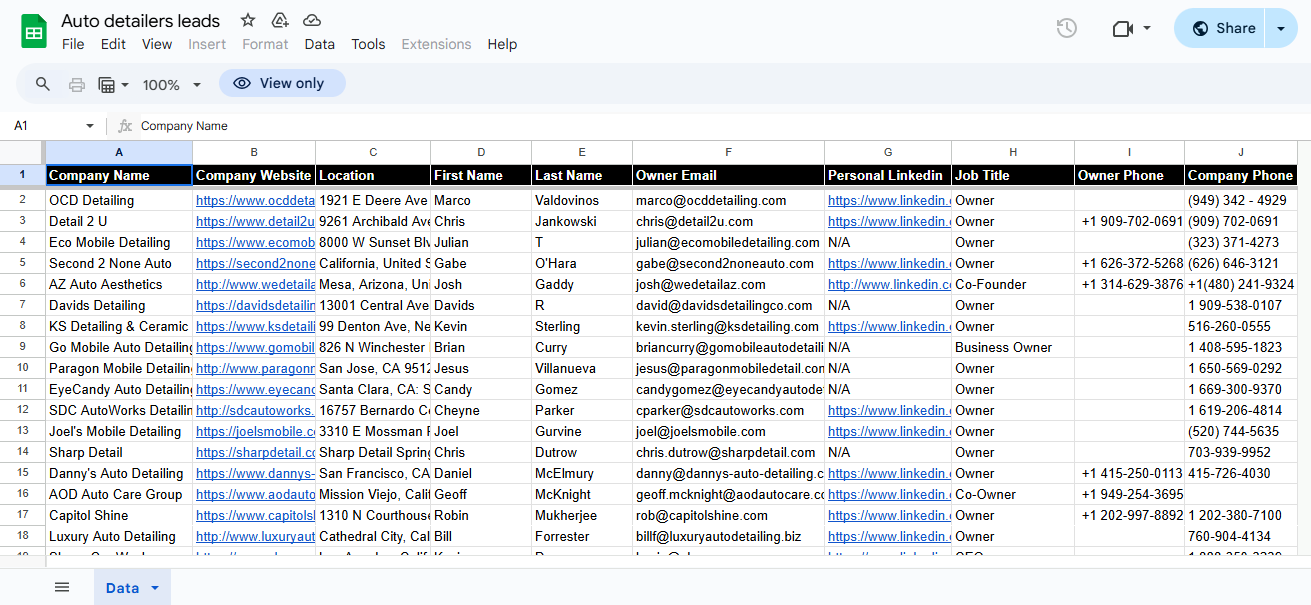 Auto detailers leads
File Edit View Insert Format Data Tools Extensions Help
Share
100% View only
A1 Company Name
A B C D E F G H I J
1 Company Name Company Website Location First Name Last Name Owner Email Personal Linkedin Job Title Owner Phone Company Phone
2 OCD Detailing https://www.ocddeta 1921 E Deere Ave Marco Valdovinos marco@ocddetailing.com https://www.linkedin. Owner (949) 342 - 4929
3 Detail 2 U https://www.detail2u 9261 Archibald Ave Chris Jankowski chris@detail2u.com https://www.linkedin. Owner +1 909-702-0691 (909) 702-0691
4 Eco Mobile Detailing https://www.ecomob 8000 W Sunset Blv Julian T julian@ecomobiledetailing.com N/A Owner (323) 371-4273
5 Second 2 None Auto https://second2none California, United S Gabe O'Hara gabe@second2noneauto.com https://www.linkedin. Owner +1 626-372-5268 (626) 646-3121
6 AZ Auto Aesthetics http://www.wedetaila Mesa, Arizona, Uni Josh Gaddy josh@wedetailaz.com http://www.linkedin.co Co-Founder +1 314-629-3876 +1(480) 241-9324
7 Davids Detailing https://davidsdetailin 13001 Central Ave Davids R david@davidsdetailingco.com N/A Owner 1 909-538-0107
8 KS Detailing & Ceramic https://www.ksdetaili 99 Denton Ave, Ne Kevin Sterling kevin.sterling@ksdetailing.com https://www.linkedin. Owner 516-260-0555
9 Go Mobile Auto Detailing https://www.gomobil 826 N Winchester Brian Curry briancurry@gomobileautodetaili N/A Business Owner 1 408-595-1823
10 Paragon Mobile Detailing http://www.paragonm San Jose, CA 9512 Jesus Villanueva jesus@paragonmobiledetail.con N/A Owner 1 650-569-0292
11 EyeCandy Auto Detailing https://www.eyecanc Santa Clara, CA: S Candy Gomez candygomez@eyecandyautodet N/A Owner 1 669-300-9370
12 SDC AutoWorks Detailin http://sdcautoworks. 16757 Bernardo Ce Cheyne Parker cparker@sdcautoworks.com https://www.linkedin. Owner 1 619-206-4814
13 Joel's Mobile Detailing https://joelsmobile.co 3310 E Mossman F Joel Gurvine joel@joelsmobile.com https://www.linkedin. Owner (520) 744-5635
14 Sharp Detail https://sharpdetail.co Sharp Detail Spring Chris Dutrow chris.dutrow@sharpdetail.com N/A Owner 703-939-9952
15 Danny's Auto Detailing https://www.dannys- San Francisco, CA Daniel McElmury danny@dannys-auto-detailing.c https://www.linkedin. Owner +1 415-250-0113 415-726-4030
16 AOD Auto Care Group https://www.aodauto Mission Viejo, Calif Geoff McKnight geoff.mcknight@aodautocare.co https://www.linkedin. Co-Owner +1 949-254-3695
17 Capitol Shine https://www.capitolsl 1310 N Courthouse Robin Mukherjee rob@capitolshine.com https://www.linkedin. Owner +1 202-997-8892 1 202-380-7100
18 Luxury Auto Detailing http://www.luxuryaut Cathedral City, Cal Bill Forrester billf@luxuryautodetailing.biz https://www.linkedin. Owner 760-904-4134
Data